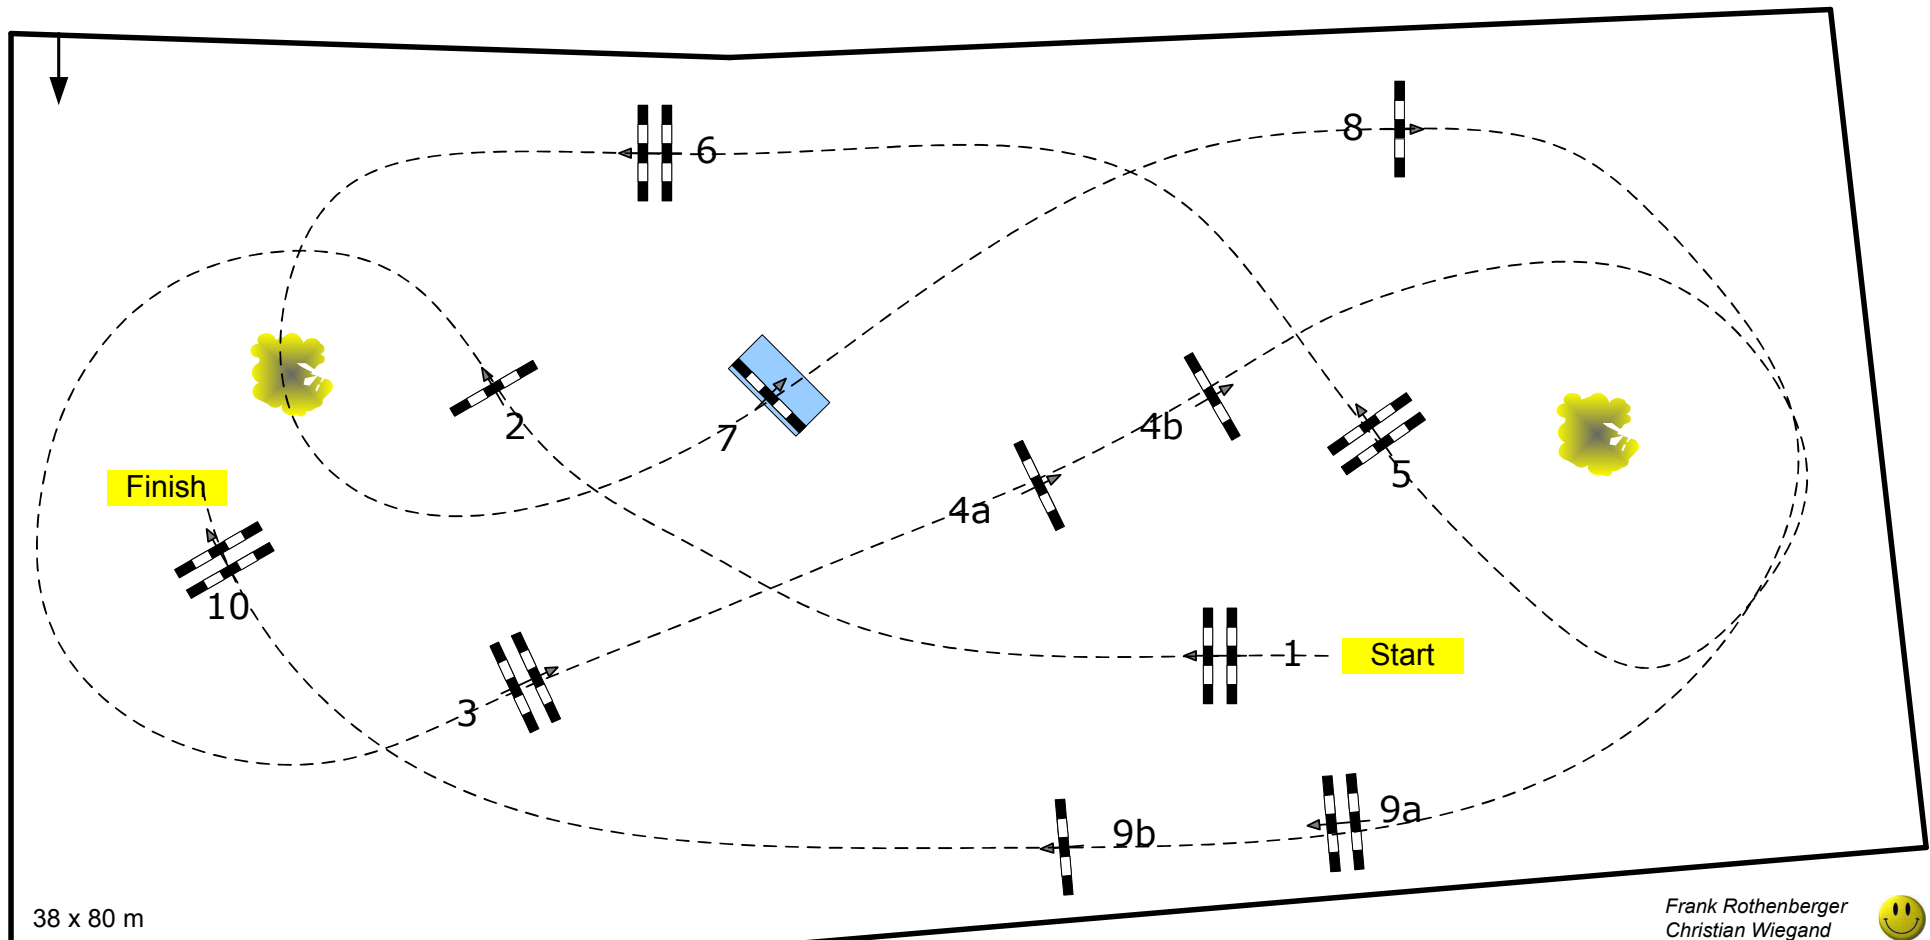 8
6
2
7
4b
5
Finish
4a
10
1
Start
3
9a
9b
38 x 80 m
Frank Rothenberger
Christian Wiegand